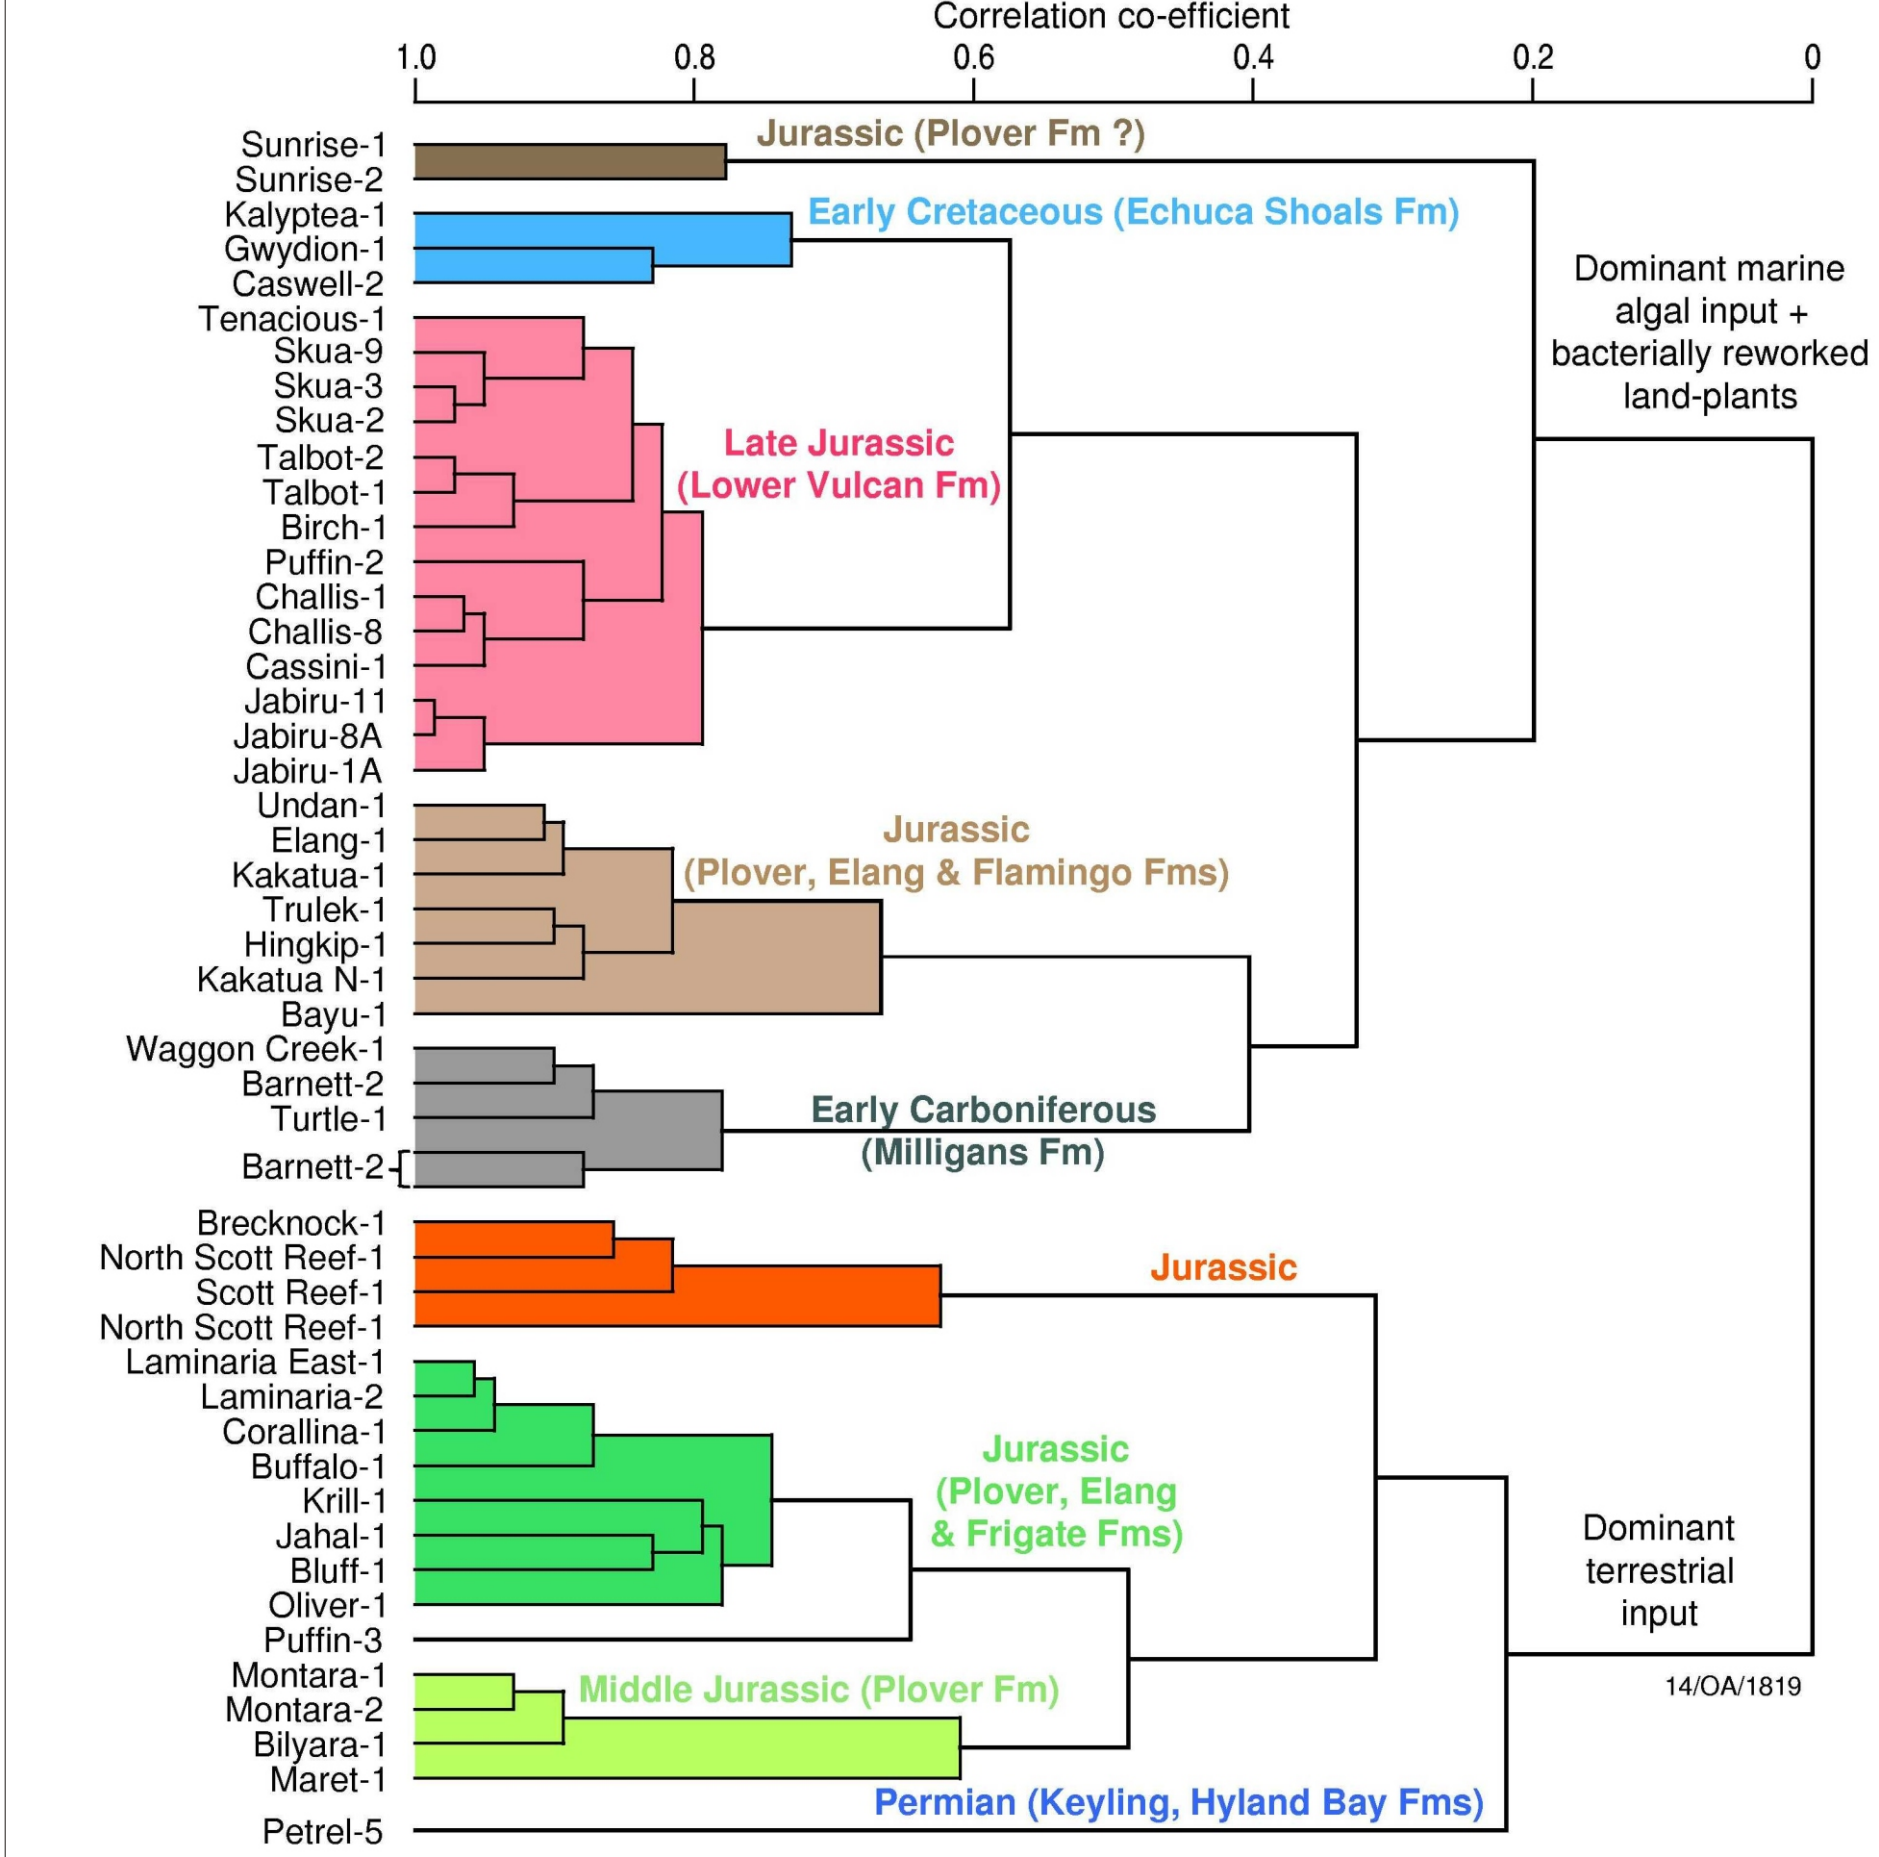 Correlation co-efficient
1.0 0.8 0.6 0.4 0.2 0
Jurassic (Plover Fm ?)
Sunrise-1
Sunrise-2
Kalyptea-1
Early Cretaceous (Echuca Shoals Fm)
Gwydion-1
Caswell-2
Dominant marine
algal input +
bacterially reworked
land-plants
Tenacious-1
Skua-9
Skua-3
Skua-2
Talbot-2
Talbot-1
Birch-1
Late Jurassic
(Lower Vulcan Fm)
Puffin-2
Challis-1
Challis-8
Cassini-1
Jabiru-11
Jabiru-8A
Jabiru-1A
Undan-1
Elang-1
Kakatua-1
Jurassic
(Plover, Elang & Flamingo Fms)
Trulek-1
Hingkip-1
Kakatua N-1
Bayu-1
Waggon Creek-1
Barnett-2
Turtle-1
Barnett-2
Early Carboniferous
(Milligans Fm)
Brecknock-1
North Scott Reef-1
Scott Reef-1
North Scott Reef-1
Jurassic
Laminaria East-1
Laminaria-2
Corallina-1
Buffalo-1
Krill-1
Jahal-1
Bluff-1
Oliver-1
Puffin-3
Jurassic
(Plover, Elang
& Frigate Fms)
Dominant
terrestrial
input
Montara-1
Montara-2
Bilyara-1
Maret-1
Middle Jurassic (Plover Fm)
14/OA/1819
Permian (Keyling, Hyland Bay Fms)
Petrel-5